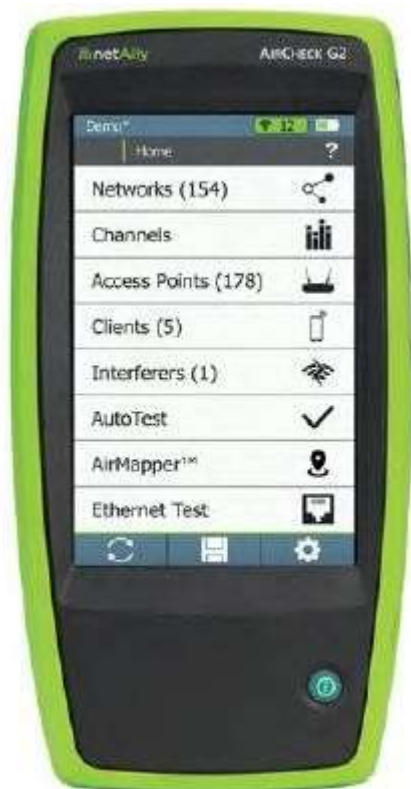 netAlly AIRCHECK G2
Demo* 12
Home ?
Networks (154)
Channels
Access Points (178)
Clients (5)
Interferers (1)
AutoTest
AirMapper™
Ethernet Test